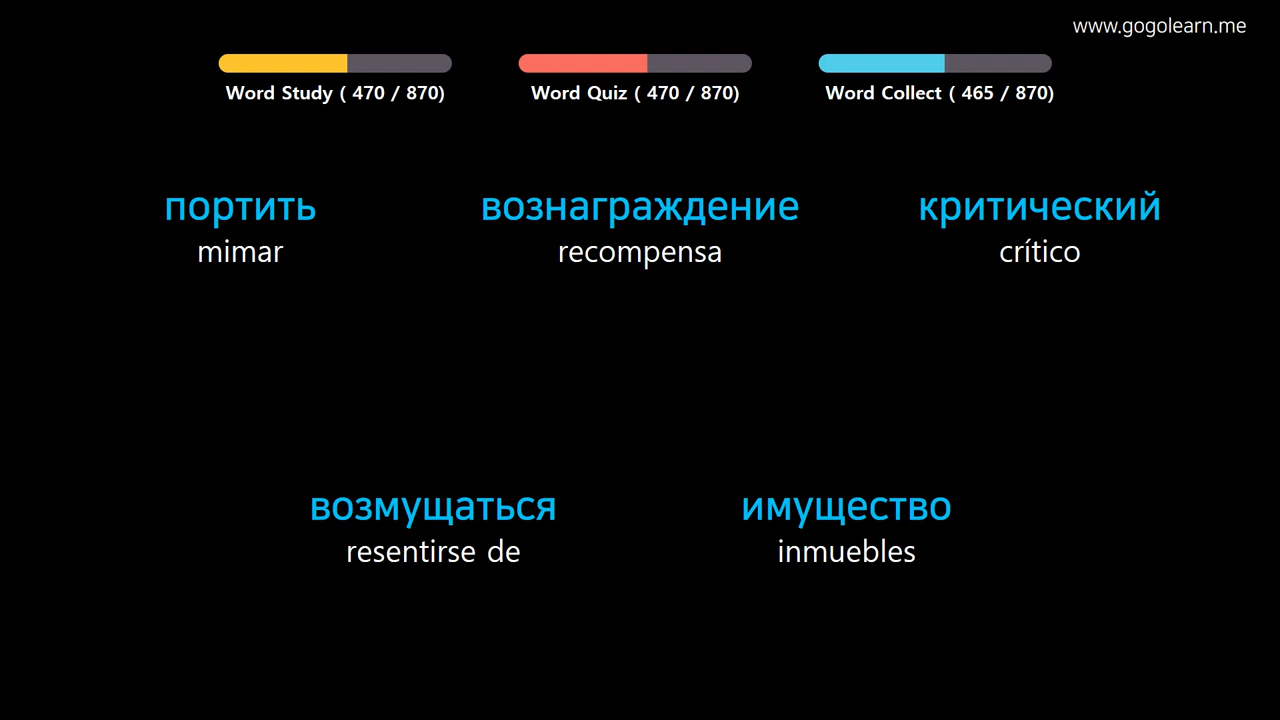 www.gogolearn.me
Word Study ( 470 / 870)
Word Quiz ( 470 / 870)
Word Collect ( 465 / 870)
портить
mimar
вознаграждение
recompensa
критический
crítico
возмущаться
resentirse de
имущество
inmuebles